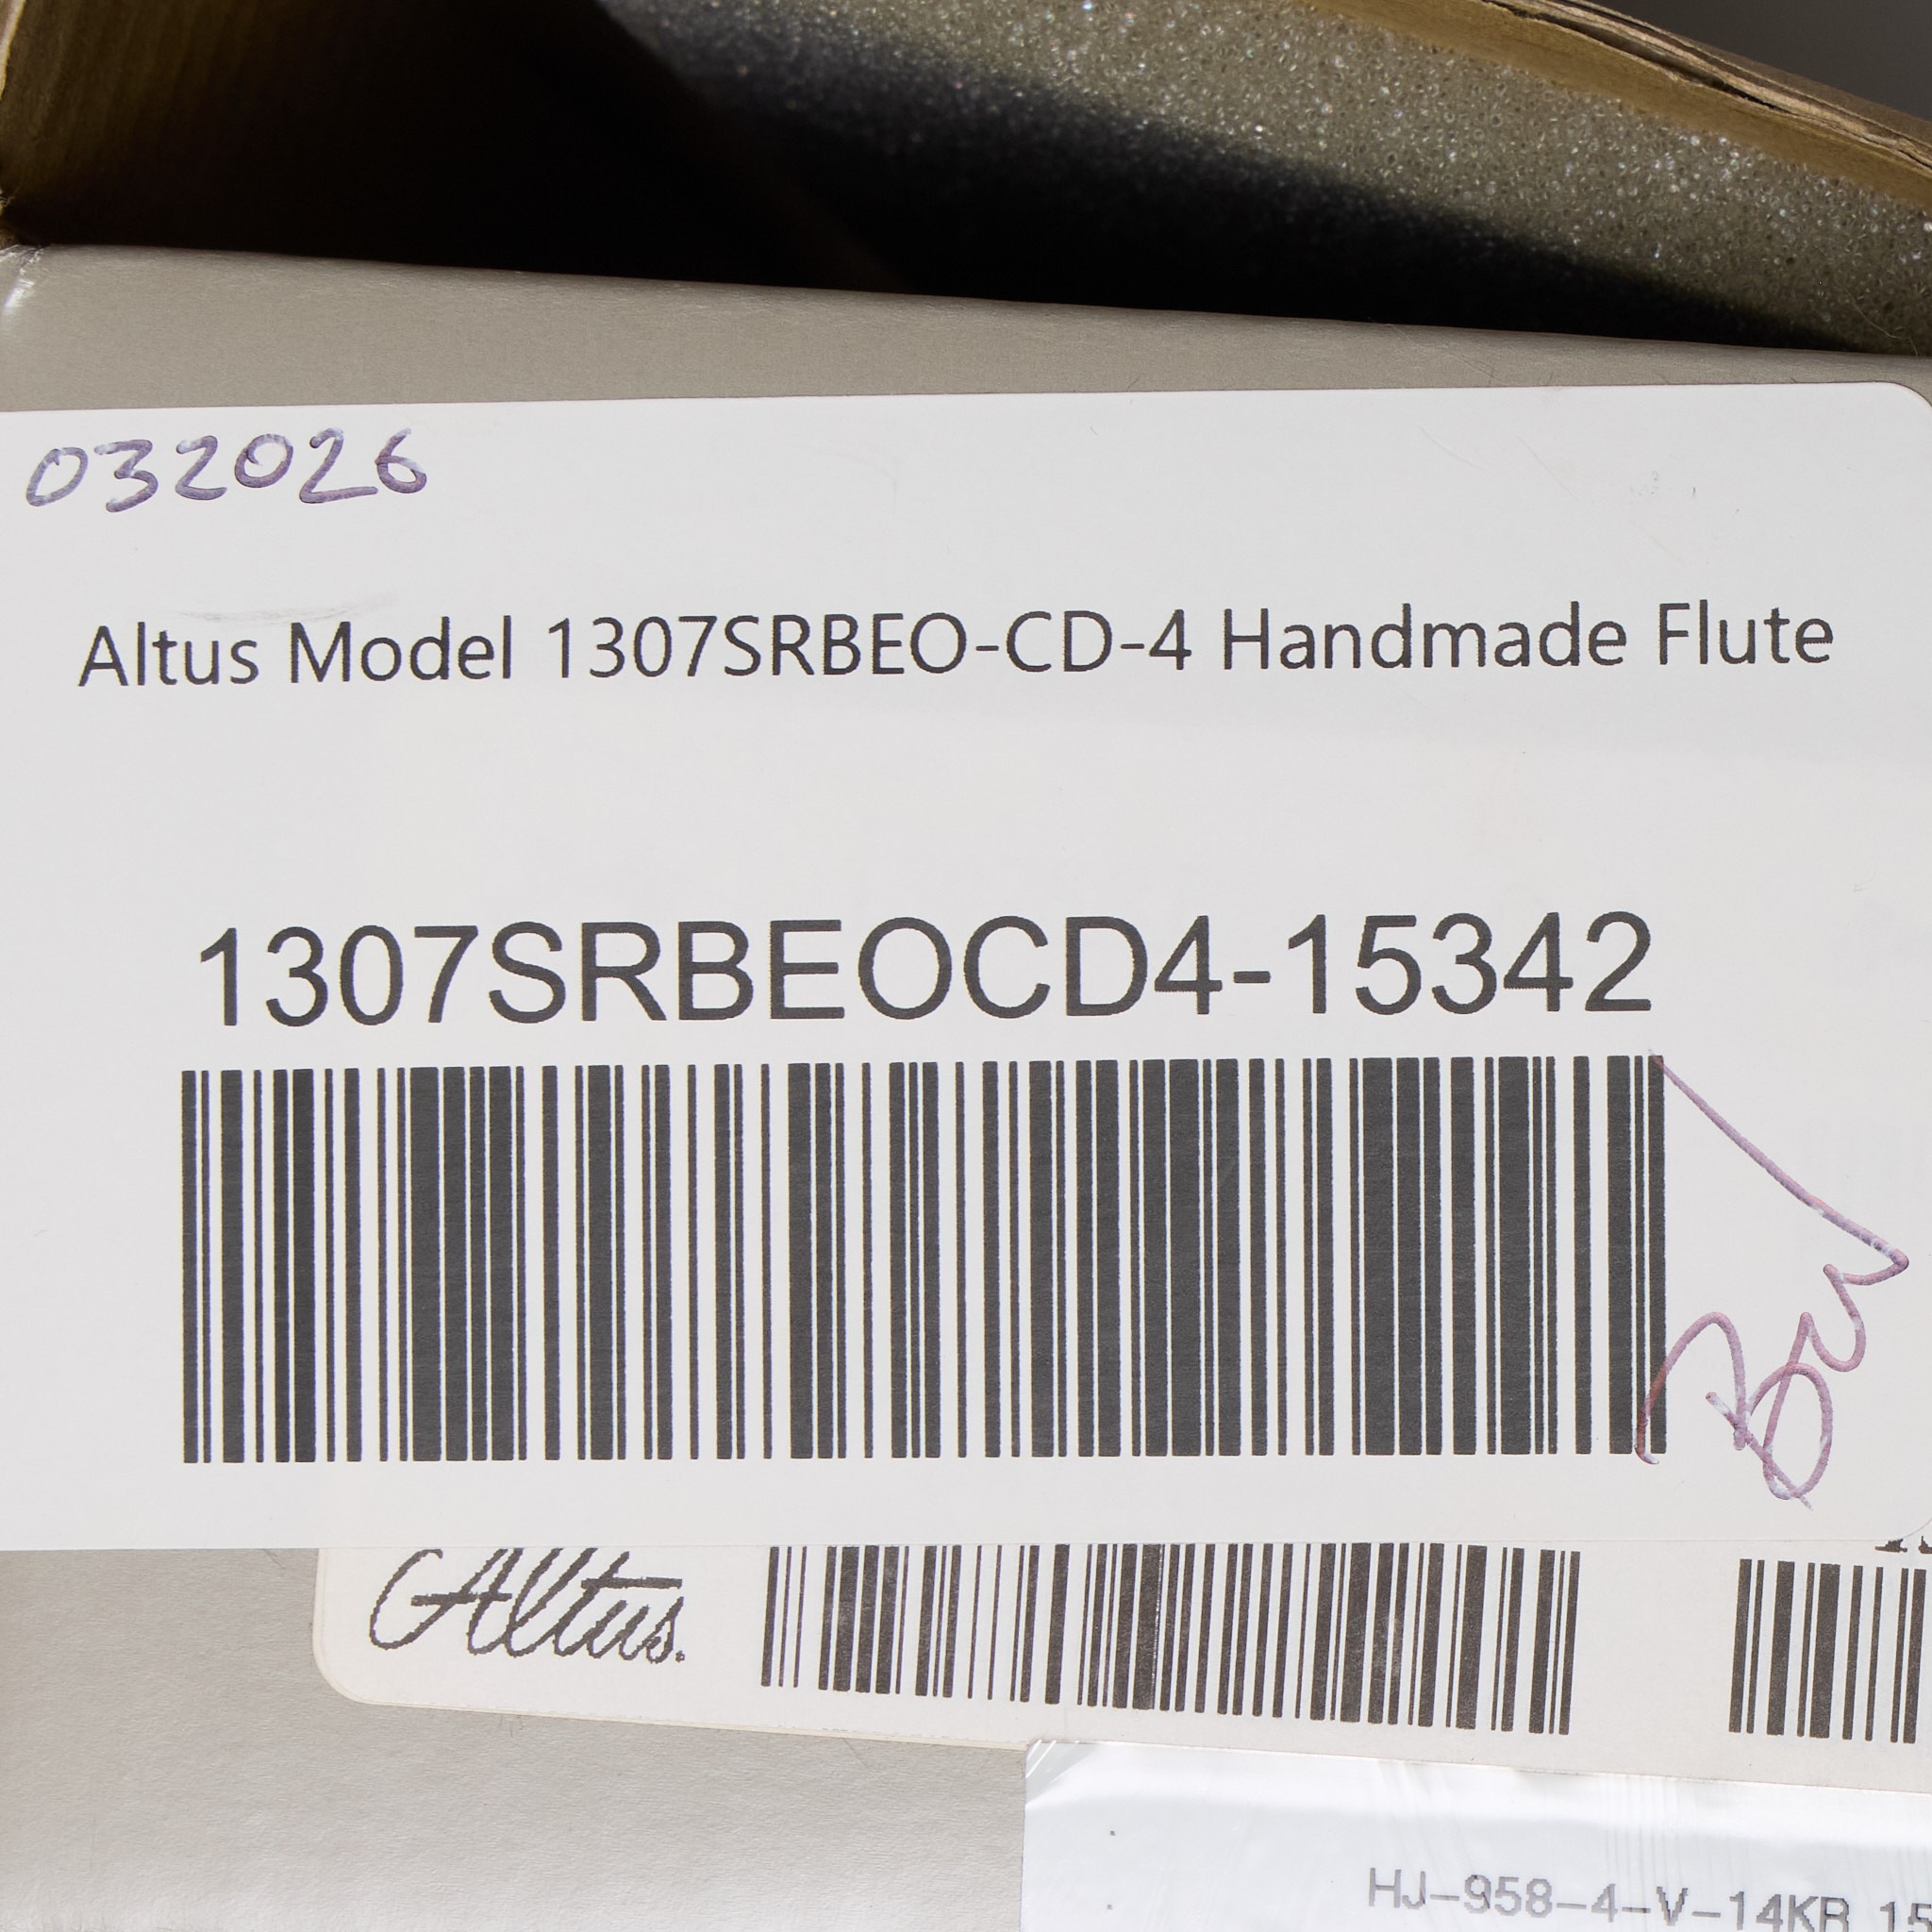 032026
Altus Model 1307SRBEO-CD-4 Handmade Flute
1307SRBEOCD4-15342
Altus.
HJ-958-4-V-14KR